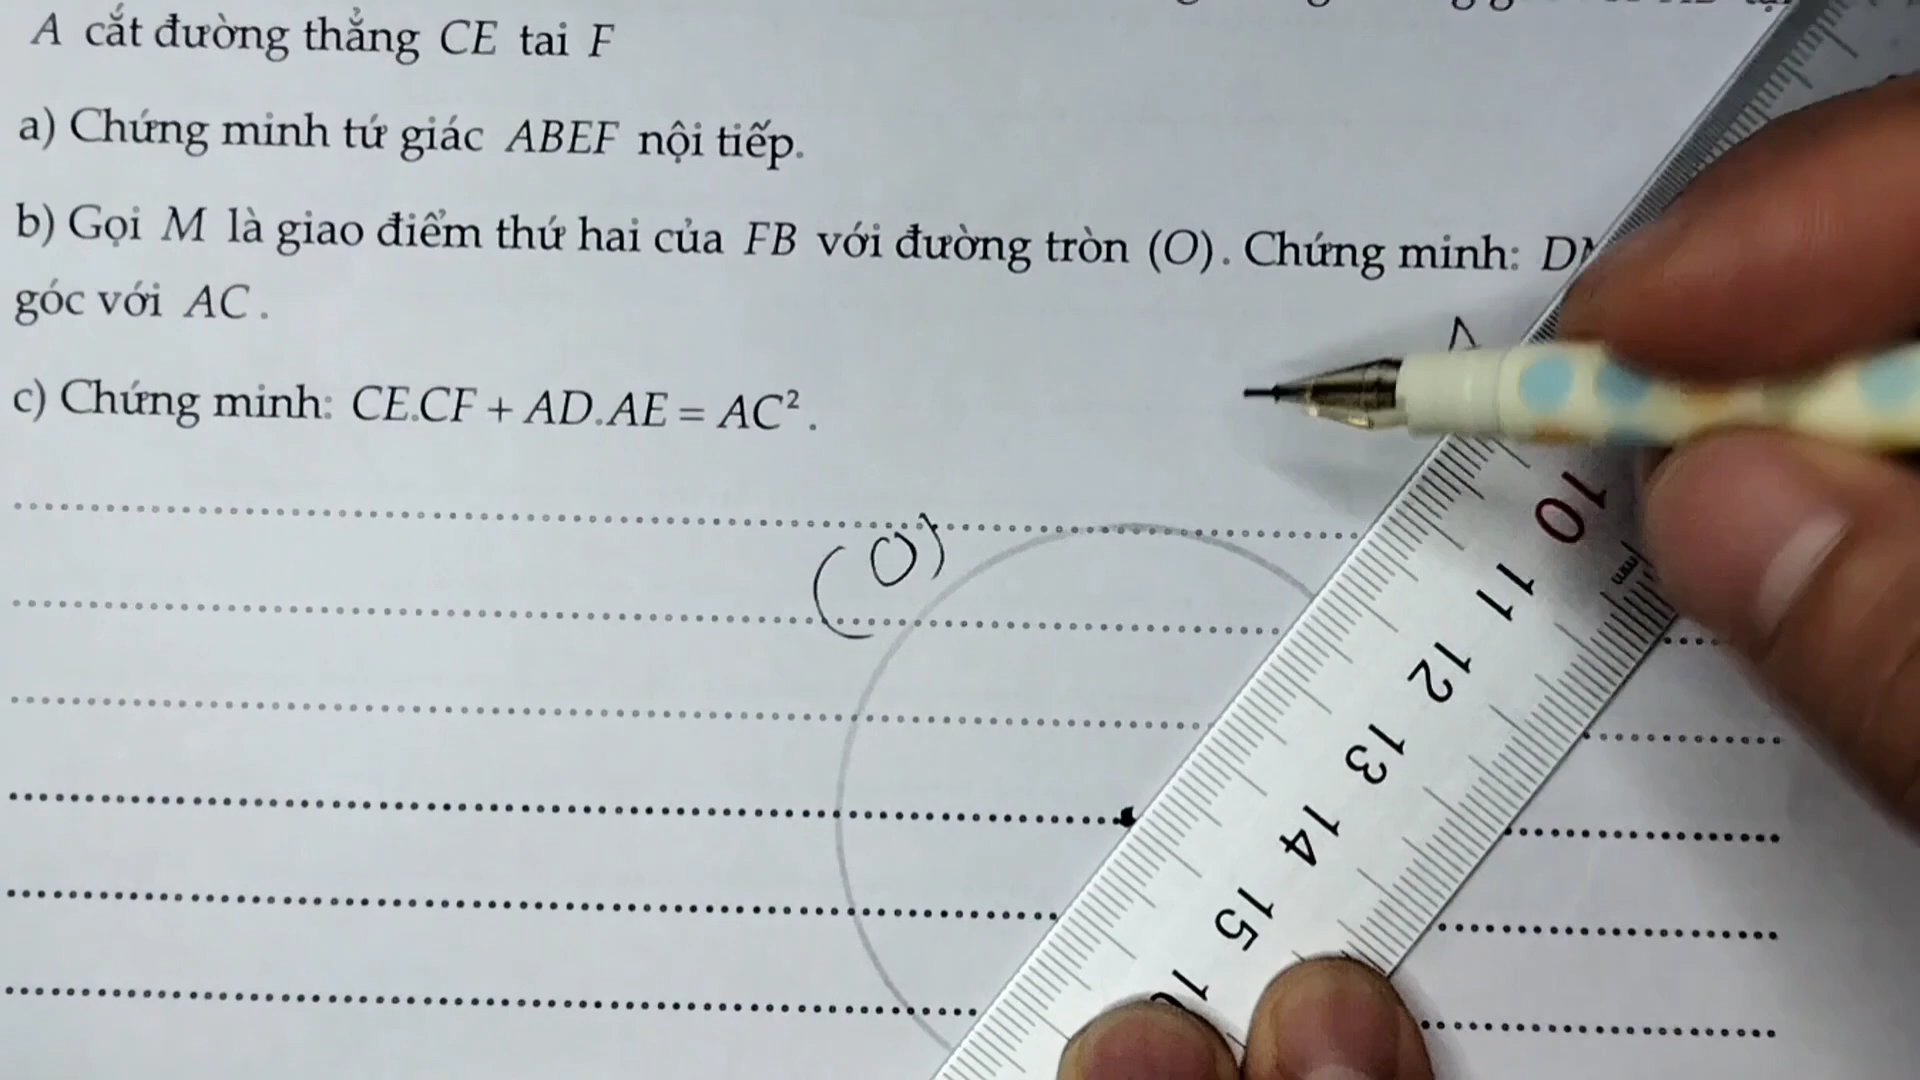 A cắt đường thẳng CE tai F
a) Chứng minh tứ giác ABEF nội tiếp.
b) Gọi M là giao điểm thứ hai của FB với đường tròn (O). Chứng minh:
góc với AC.
c) Chứng minh: CE.CF + AD.AE = AC².
(O)
10
mm
11
12
13
14
15